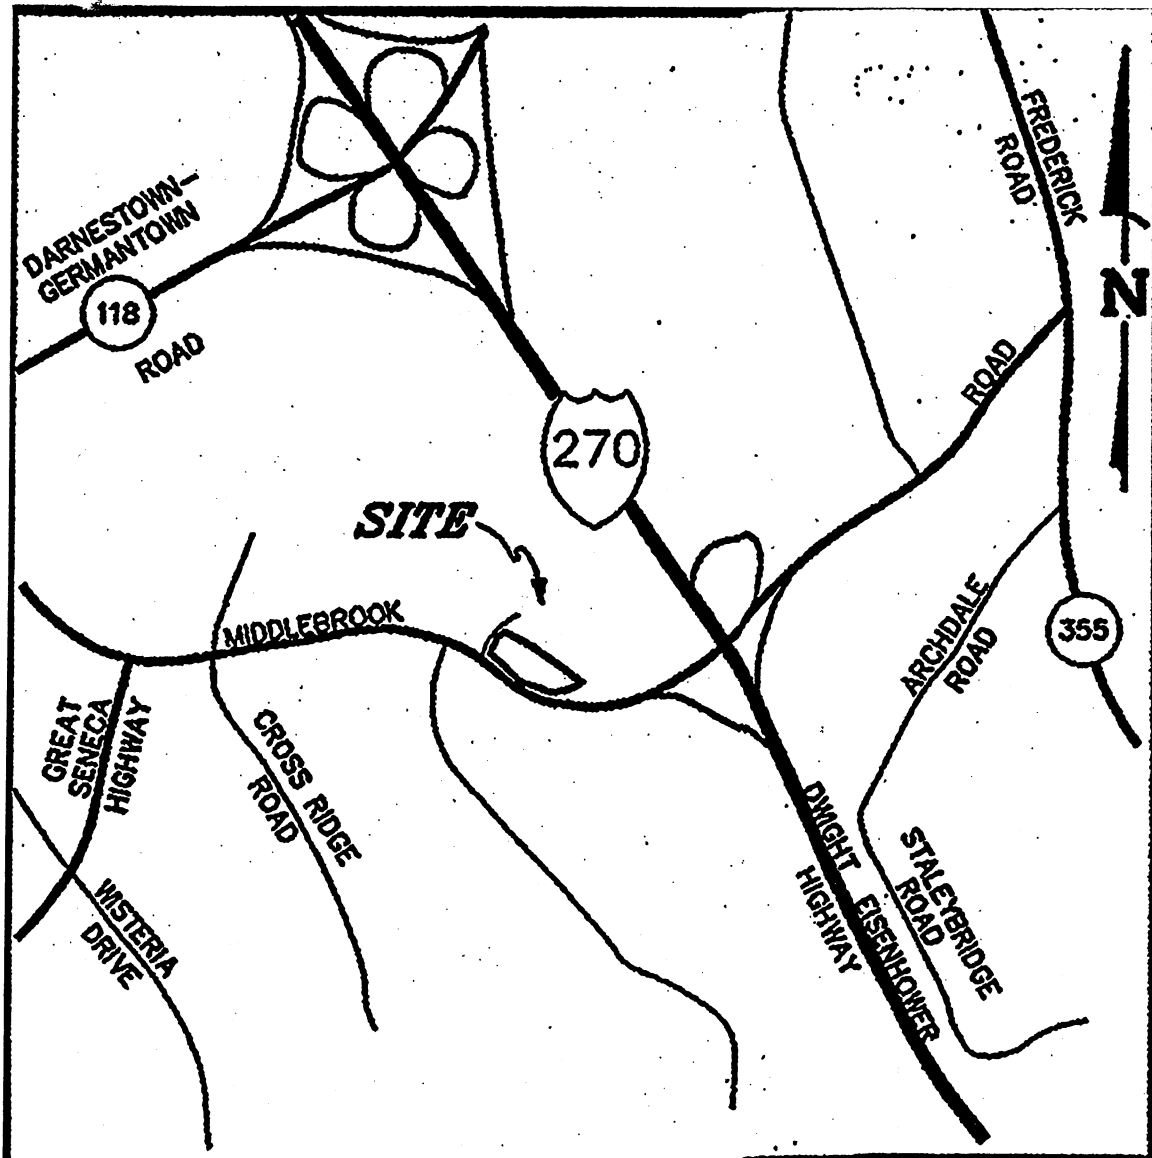 FREDERICK
ROAD
DARNESTOWN-
GERMANTOWN
118
ROAD
N
ROAD
270
SITE
MIDDLEBROOK
355
ARCHDALE
ROAD
GREAT
SENECA
HIGHWAY
CROSS RIDGE
ROAD
DWIGHT EISENHOWER
HIGHWAY
STALEYBRIDGE
ROAD
WISTERIA
DRIVE